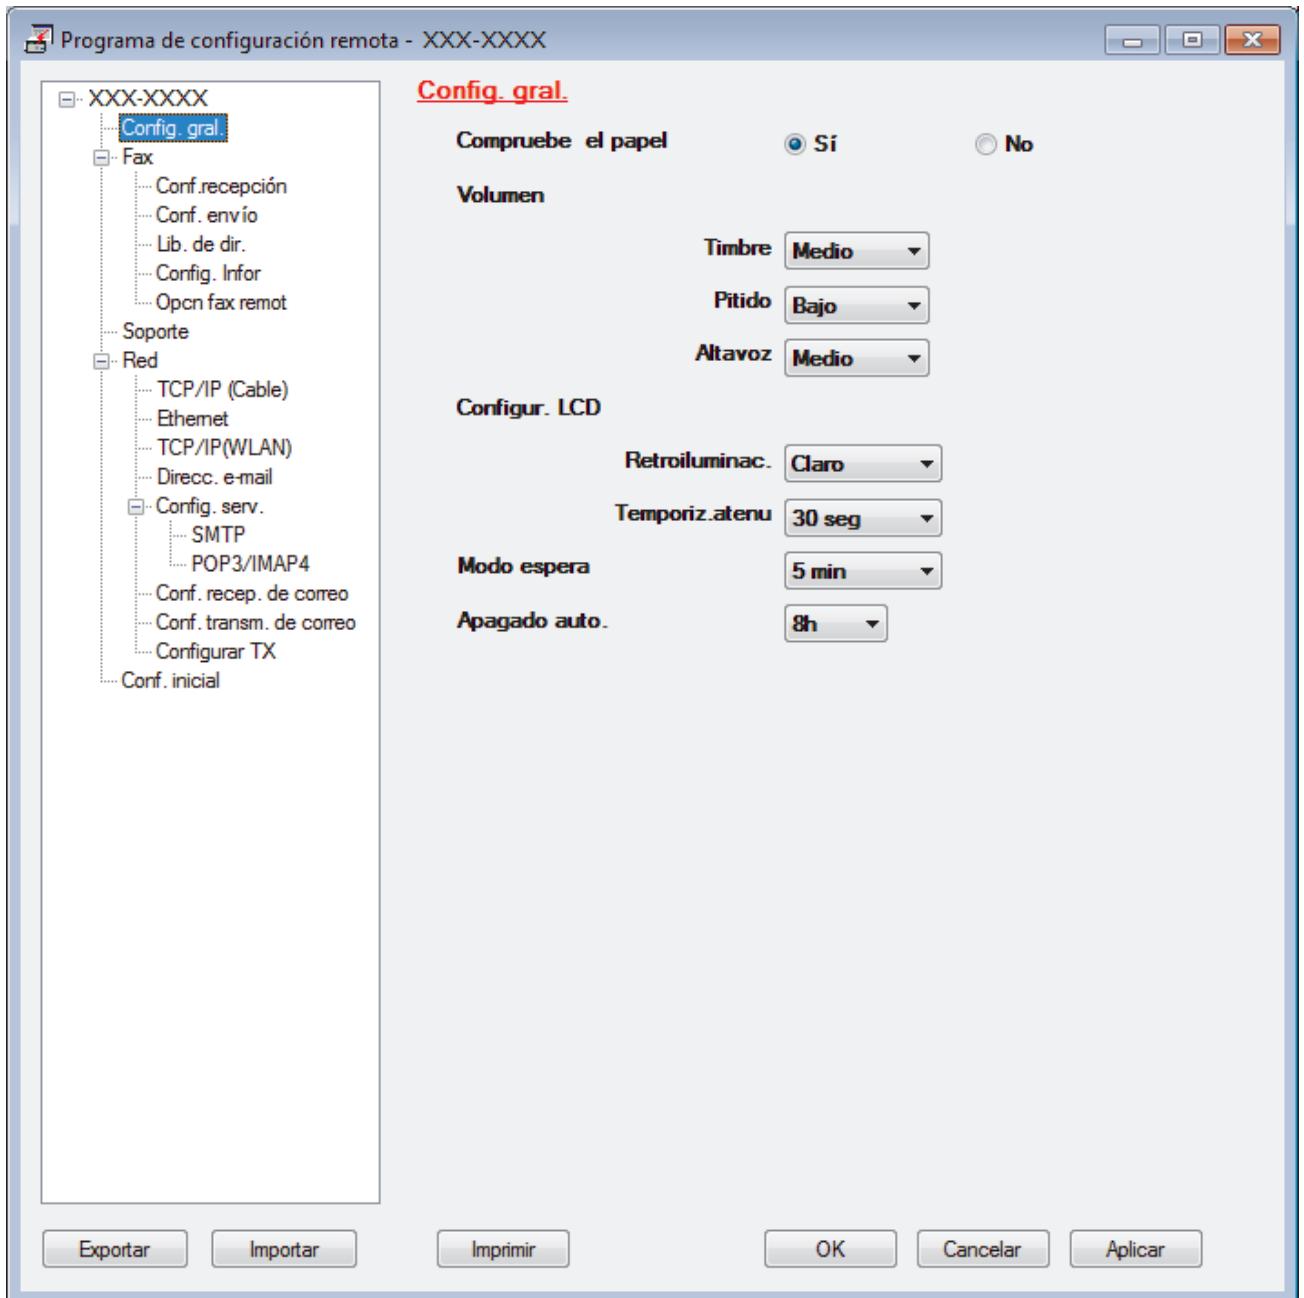 Programa de configuración remota - XXX-XXXX
XXX-XXXX
Config. gral.
Fax
Conf.recepción
Conf. envío
Lib. de dir.
Config. Infor
Opcn fax remot
Soporte
Red
TCP/IP (Cable)
Ethernet
TCP/IP(WLAN)
Direcc. e-mail
Config. serv.
SMTP
POP3/IMAP4
Conf. recep. de correo
Conf. transm. de correo
Configurar TX
Conf. inicial
Config. gral.
Compruebe el papel Sí No
Volumen
Timbre Medio
Pitido Bajo
Altavoz Medio
Configur. LCD
Retroiluminac. Claro
Temporiz.atenu 30 seg
Modo espera 5 min
Apagado auto. 8h
Exportar Importar Imprimir OK Cancelar Aplicar